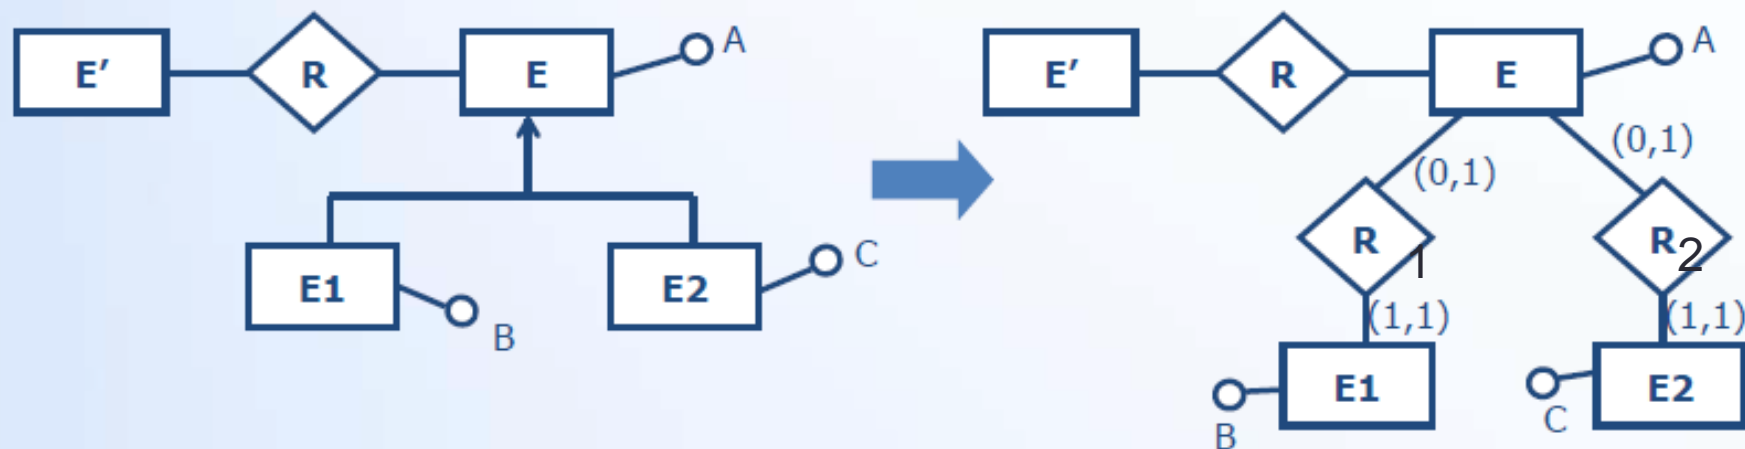 E’ R E A
E1 B
E2 C
E’ R E A
(0,1) (0,1)
R1 R2
(1,1) (1,1)
E1 B
E2 C